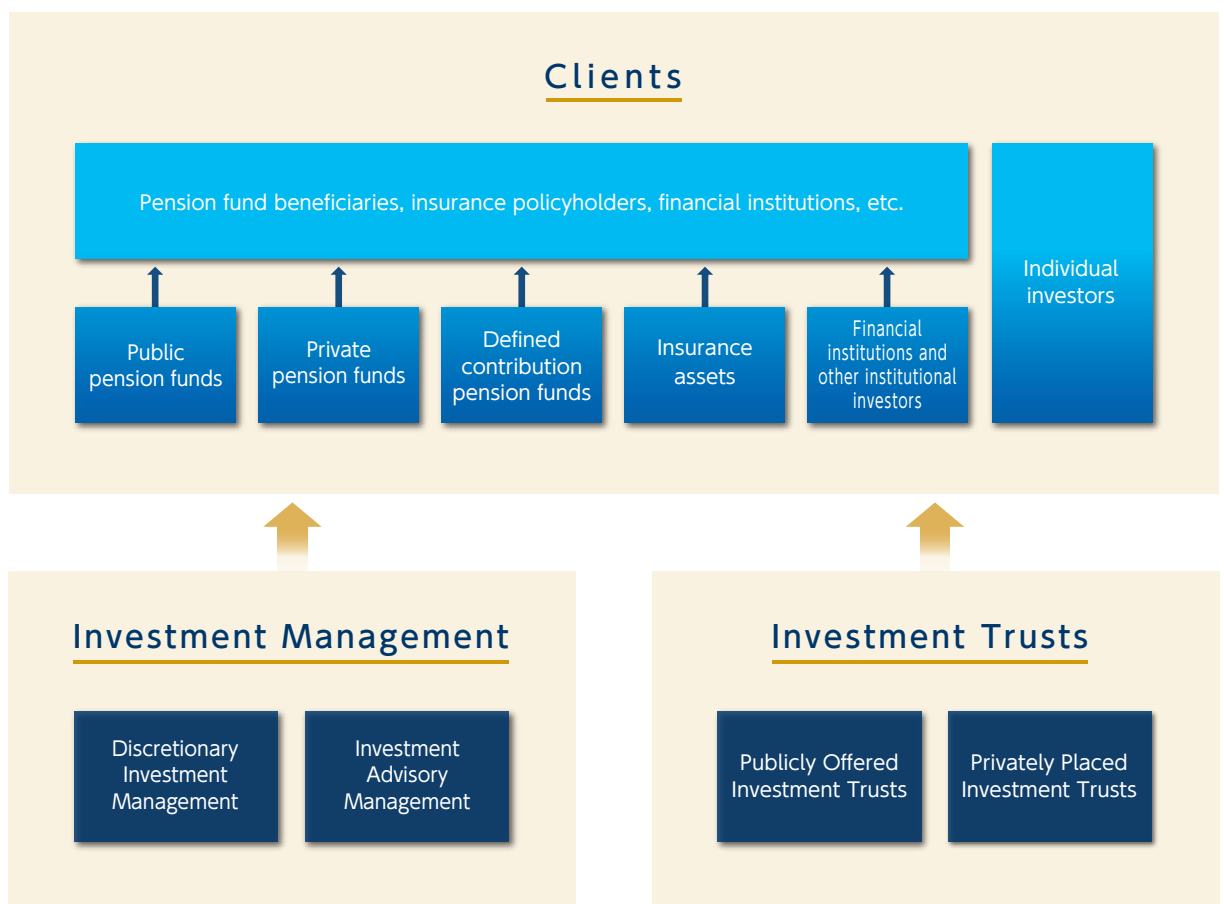 Clients
Pension fund beneficiaries, insurance policyholders, financial institutions, etc.
Individual
investors
Public
pension funds
Private
pension funds
Defined
contribution
pension funds
Insurance
assets
Financial
institutions and
other institutional
investors
Investment Management
Discretionary
Investment
Management
Investment
Advisory
Management
Investment Trusts
Publicly Offered
Investment Trusts
Privately Placed
Investment Trusts